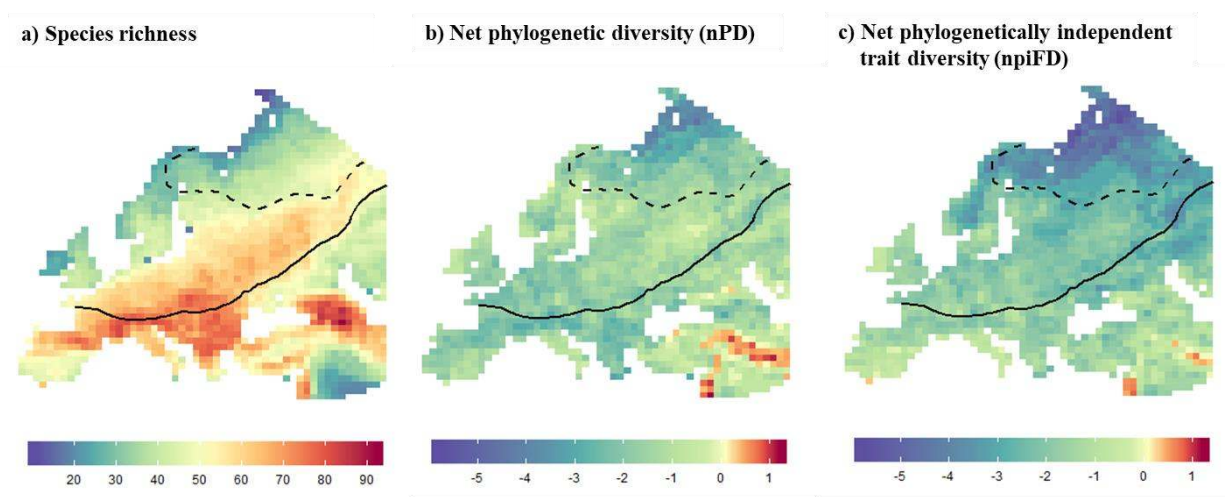 a) Species richness
b) Net phylogenetic diversity (nPD)
c) Net phylogenetically independent
trait diversity (npiFD)
20 30 40 50 60 70 80 90
-5 -4 -3 -2 -1 0 1
-5 -4 -3 -2 -1 0 1